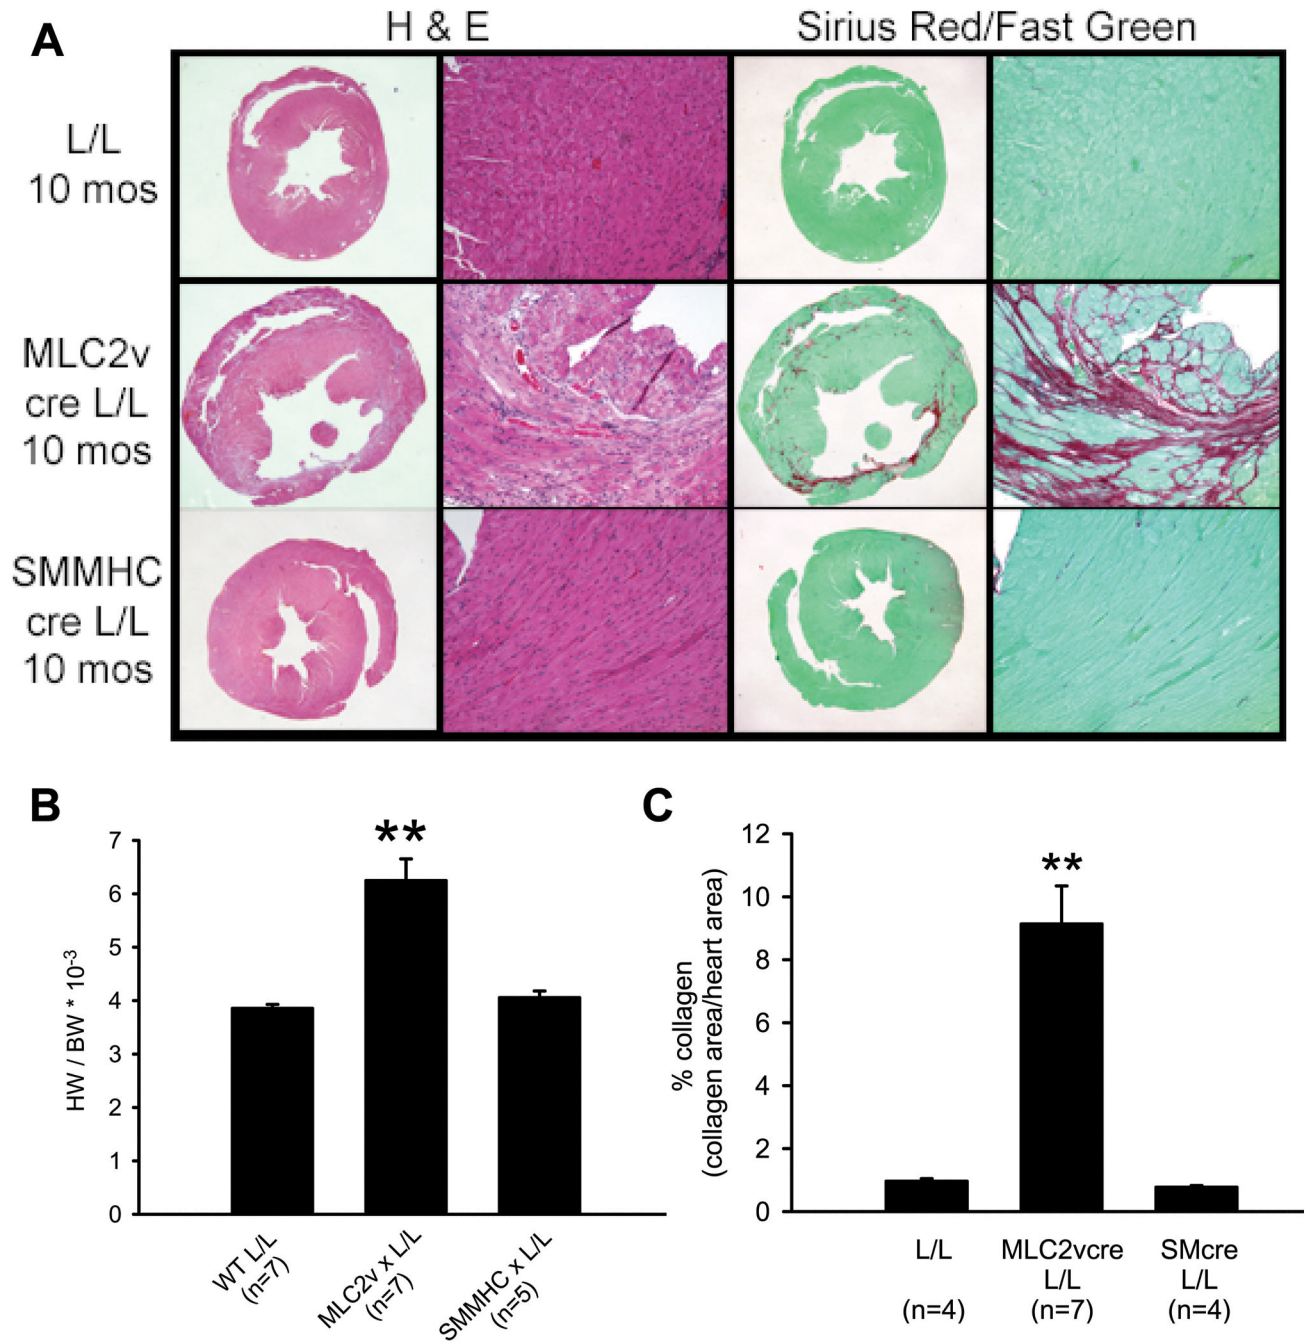 A
H & E
Sirius Red/Fast Green
L/L
10 mos
MLC2v
cre L/L
10 mos
SMMHC
cre L/L
10 mos
B
HW / BW * 10-3
7
6
5
4
3
2
1
0
**
WT L/L
(n=7)
MLC2v x L/L
(n=7)
SMMHC x L/L
(n=5)
C
% collagen
(collagen area/heart area)
12
10
8
6
4
2
0
**
L/L
(n=4)
MLC2vcre
L/L
(n=7)
SMcre
L/L
(n=4)